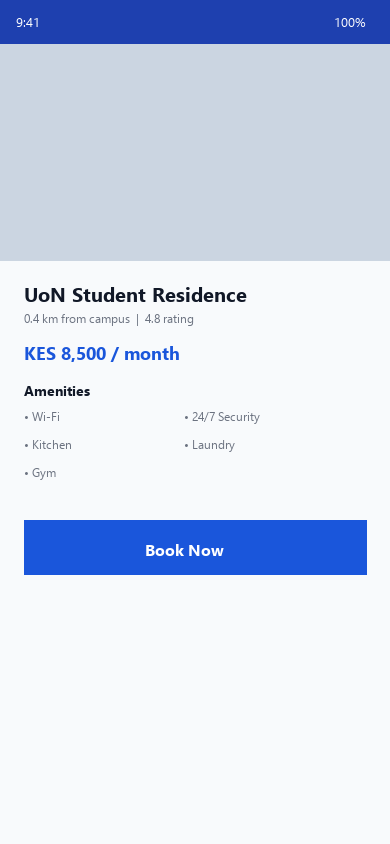 9:41 100%
UoN Student Residence
0.4 km from campus | 4.8 rating
KES 8,500 / month
Amenities
• Wi-Fi • 24/7 Security
• Kitchen • Laundry
• Gym
Book Now